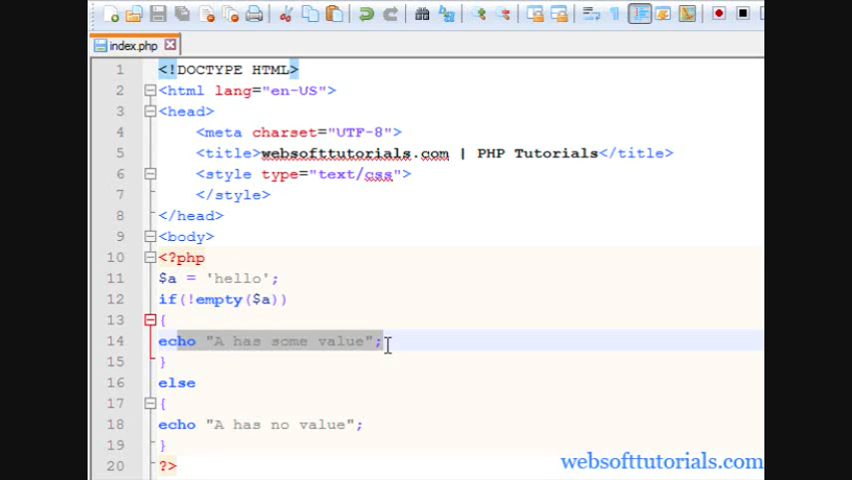 index.php
1 <!DOCTYPE HTML>
2 <html lang="en-US">
3 <head>
4 <meta charset="UTF-8">
5 <title>websofttutorials.com | PHP Tutorials</title>
6 <style type="text/css">
7 </style>
8 </head>
9 <body>
10 <?php
11 $a = 'hello';
12 if(!empty($a))
13 {
14 echo "A has some value";
15 }
16 else
17 {
18 echo "A has no value";
19 }
20 ?>
websofttutorials.com